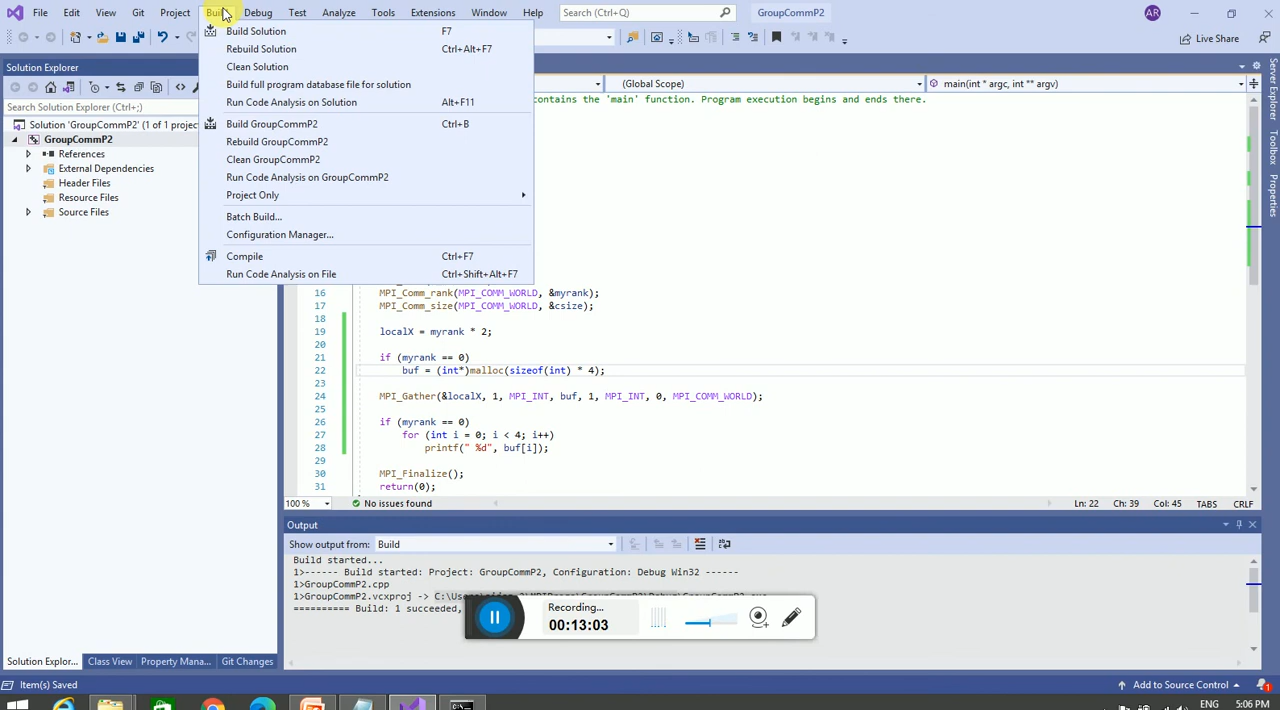 File Edit View Git Project Build Debug Test Analyze Tools Extensions Window Help Search (Ctrl+Q) GroupCommP2 AR
Live Share
Solution Explorer
Search Solution Explorer (Ctrl+;)
Solution 'GroupCommP2' (1 of 1 project
GroupCommP2
References
External Dependencies
Header Files
Resource Files
Source Files
Build Solution F7
Rebuild Solution Ctrl+Alt+F7
Clean Solution
Build full program database file for solution
Run Code Analysis on Solution Alt+F11
Build GroupCommP2 Ctrl+B
Rebuild GroupCommP2
Clean GroupCommP2
Run Code Analysis on GroupCommP2
Project Only
Batch Build...
Configuration Manager...
Compile Ctrl+F7
Run Code Analysis on File Ctrl+Shift+Alt+F7
(Global Scope) main(int * argc, int ** argv)
contains the 'main' function. Program execution begins and ends there.
16 MPI_Comm_rank(MPI_COMM_WORLD, &myrank);
17 MPI_Comm_size(MPI_COMM_WORLD, &csize);
18
19 localX = myrank * 2;
20
21 if (myrank == 0)
22 buf = (int*)malloc(sizeof(int) * 4);
23
24 MPI_Gather(&localX, 1, MPI_INT, buf, 1, MPI_INT, 0, MPI_COMM_WORLD);
25
26 if (myrank == 0)
27 for (int i = 0; i < 4; i++)
28 printf(" %d", buf[i]);
29
30 MPI_Finalize();
31 return(0);
100 % No issues found Ln: 22 Ch: 39 Col: 45 TABS CRLF
Output
Show output from: Build
Build started...
1>------ Build started: Project: GroupCommP2, Configuration: Debug Win32 ------
1>GroupCommP2.cpp
1>GroupCommP2.vcxproj -> C:\
========== Build: 1 succeeded,
Recording...
00:13:03
Solution Explor... Class View Property Mana... Git Changes
Item(s) Saved Add to Source Control 1
ENG 5:06 PM
Server Explorer
Toolbox
Properties